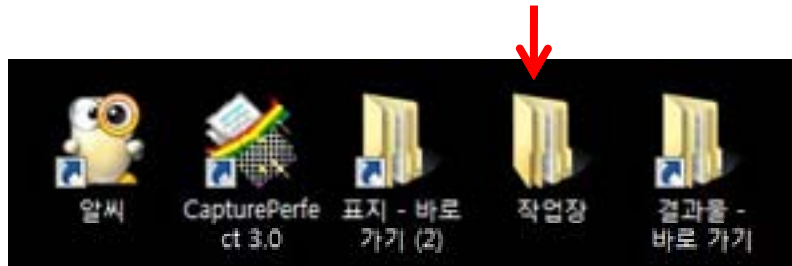 알씨
CapturePerfe
ct 3.0
표지 - 바로
가기 (2)
작업장
결과물 -
바로 가기